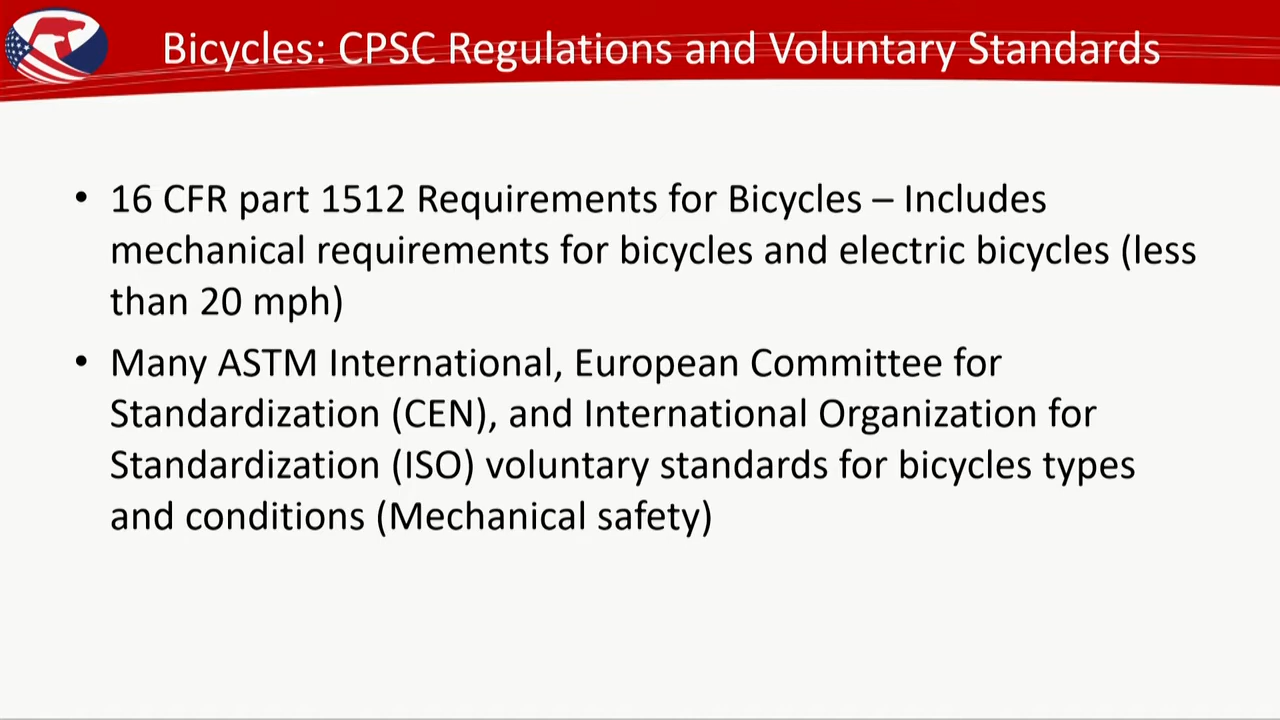 Bicycles: CPSC Regulations and Voluntary Standards
• 16 CFR part 1512 Requirements for Bicycles – Includes
mechanical requirements for bicycles and electric bicycles (less
than 20 mph)
• Many ASTM International, European Committee for
Standardization (CEN), and International Organization for
Standardization (ISO) voluntary standards for bicycles types
and conditions (Mechanical safety)